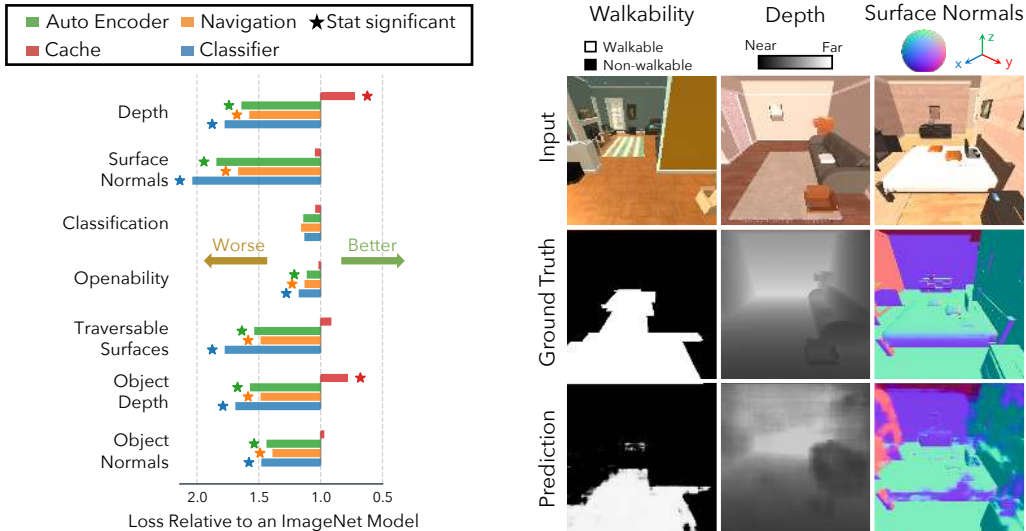 Auto Encoder Navigation ★Stat significant
Cache Classifier
Depth
Surface
Normals
Classification
Worse Better
Openability
Traversable
Surfaces
Object
Depth
Object
Normals
2.0 1.5 1.0 0.5
Loss Relative to an ImageNet Model
Walkability Depth Surface Normals
Walkable
Non-walkable
Near Far
z
x y
Input
Ground Truth
Prediction